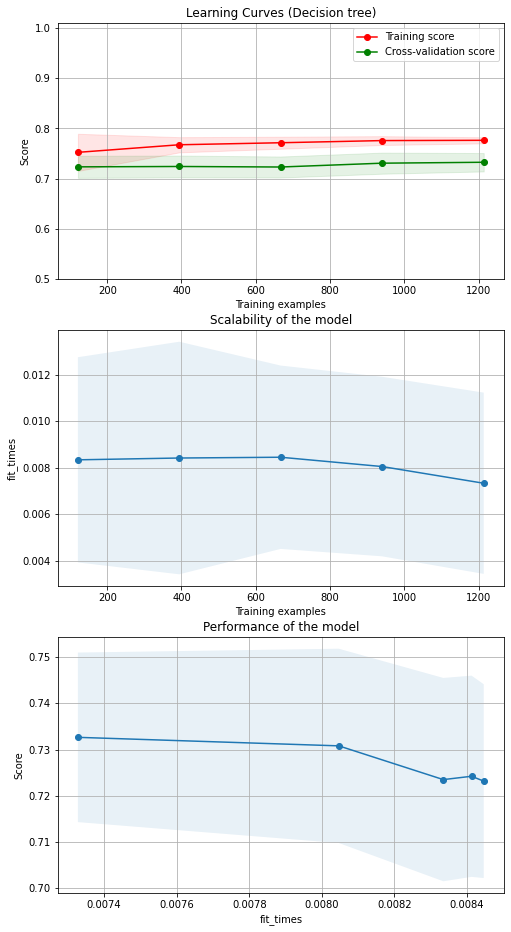 Learning Curves (Decision tree)
1.0
0.9
0.8
0.7
0.6
0.5
Score
Training score
Cross-validation score
200 400 600 800 1000 1200
Training examples
Scalability of the model
0.012
0.010
0.008
0.006
0.004
fit_times
200 400 600 800 1000 1200
Training examples
Performance of the model
0.75
0.74
0.73
0.72
0.71
0.70
Score
0.0074 0.0076 0.0078 0.0080 0.0082 0.0084
fit_times